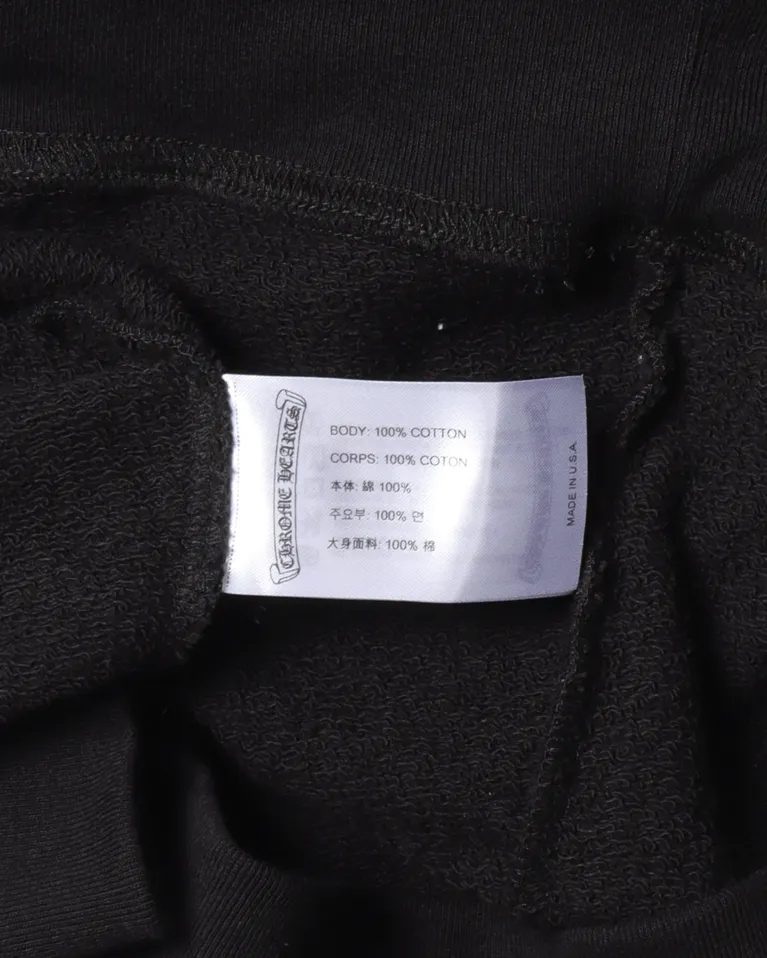 CHROME HEARTS
BODY: 100% COTTON
CORPS: 100% COTON
本体: 綿 100%
주요부: 100% 면
大身面料: 100% 棉
MADE IN U.S.A.